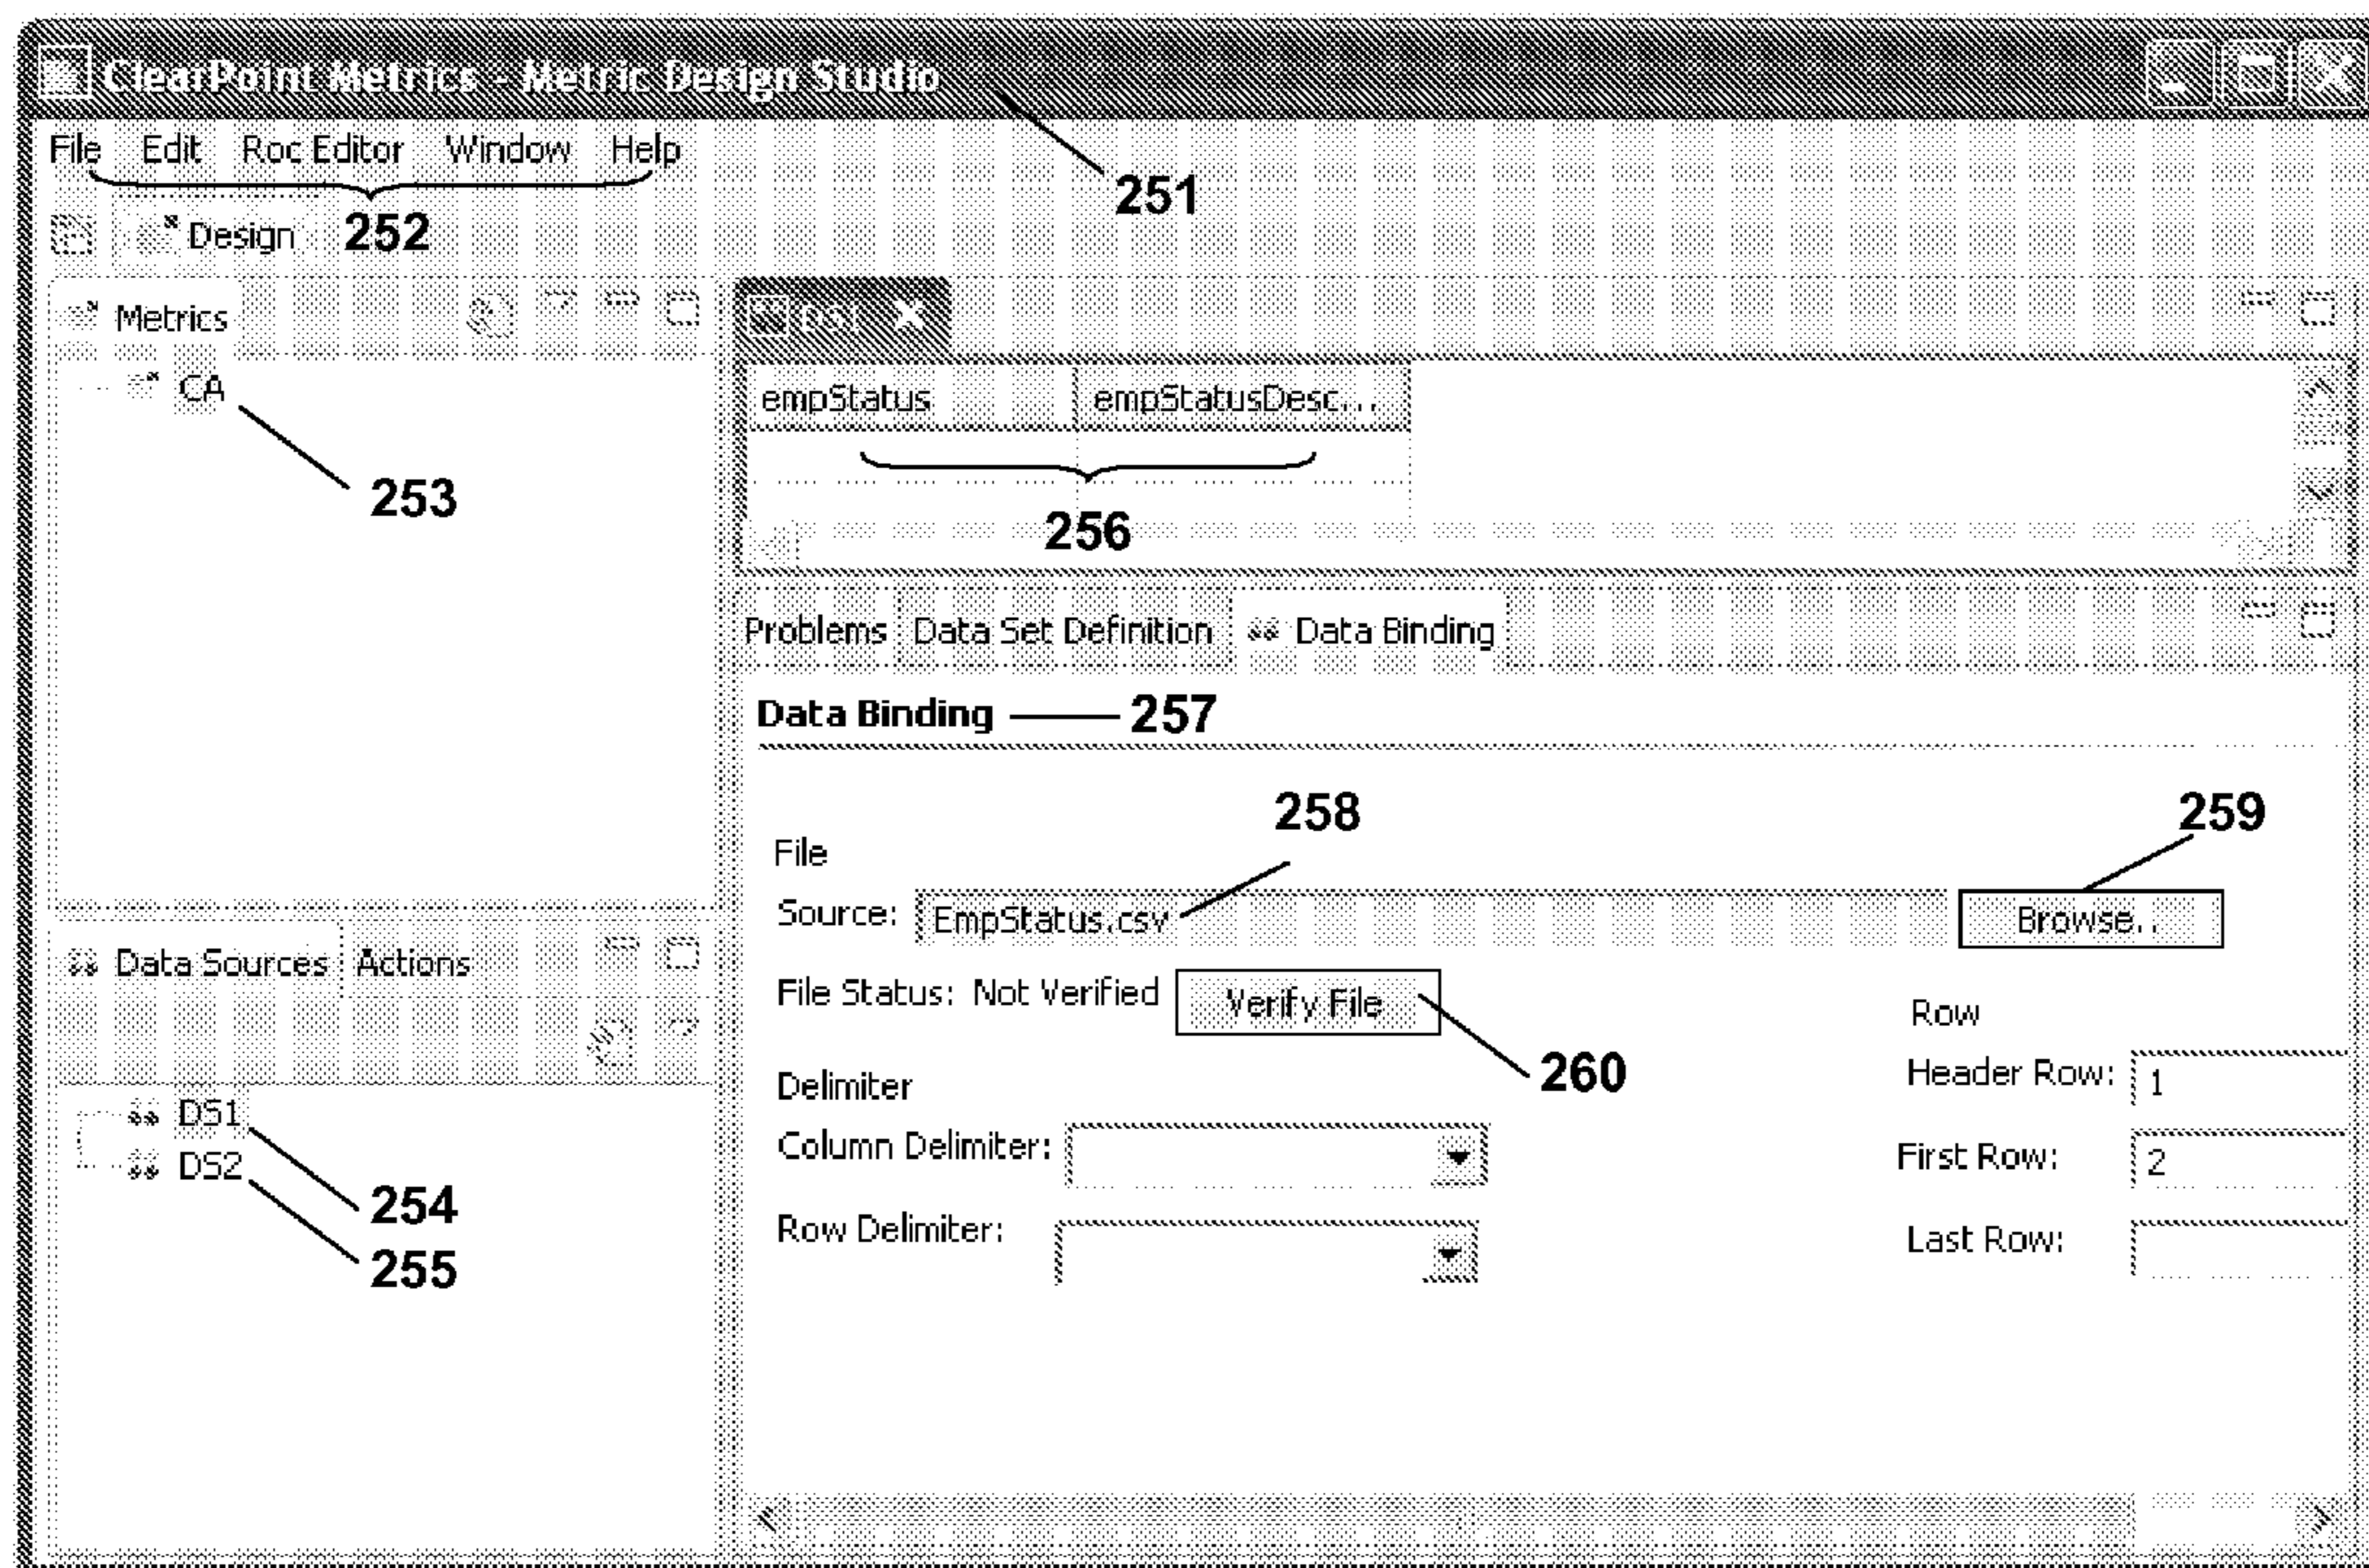 ClearPoint Metrics - Metric Design Studio
251
File Edit Roc Editor Window Help
252
Design
Metrics
CA
253
DS1
empStatus empStatusDesc...
256
Problems Data Set Definition Data Binding
Data Binding 257
258
259
File
Source: EmpStatus.csv Browse..
File Status: Not Verified Verify File
260
Delimiter
Column Delimiter:
Row Delimiter:
Row
Header Row: 1
First Row: 2
Last Row:
Data Sources Actions
DS1
DS2
254
255